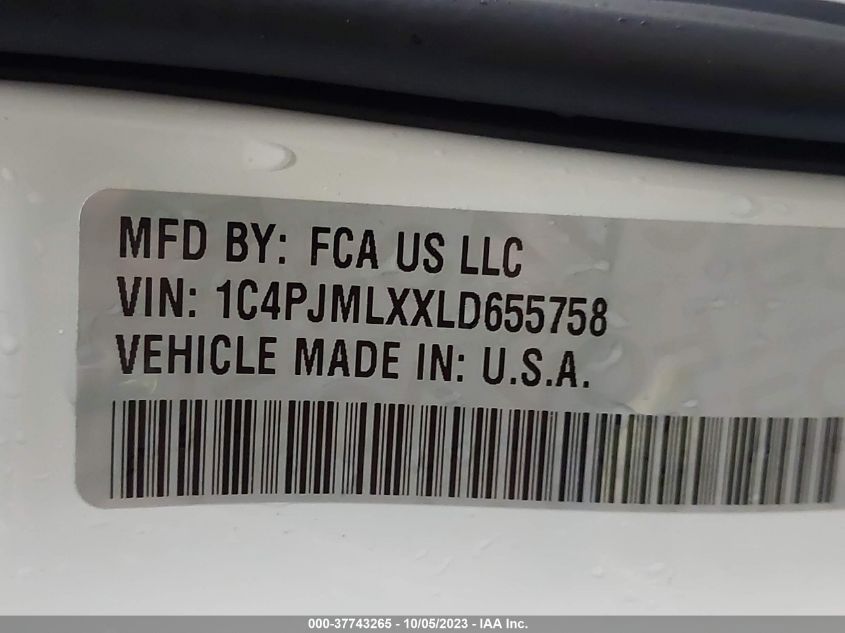 MFD BY: FCA US LLC
VIN: 1C4PJMLXXLD655758
VEHICLE MADE IN: U.S.A.
000-37743265 - 10/05/2023 - IAA Inc.